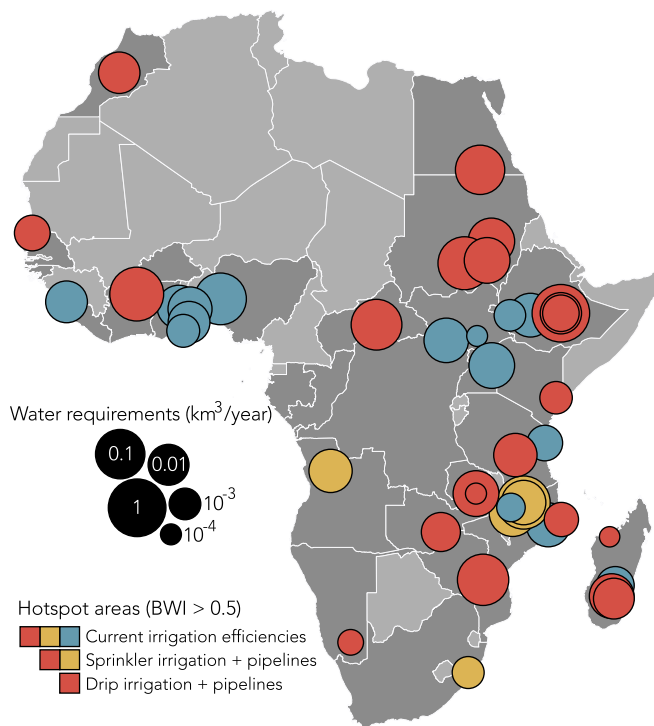 Water requirements (km³/year)
0.1
0.01
1
10⁻³
10⁻⁴
Hotspot areas (BWI > 0.5)
Current irrigation efficiencies
Sprinkler irrigation + pipelines
Drip irrigation + pipelines